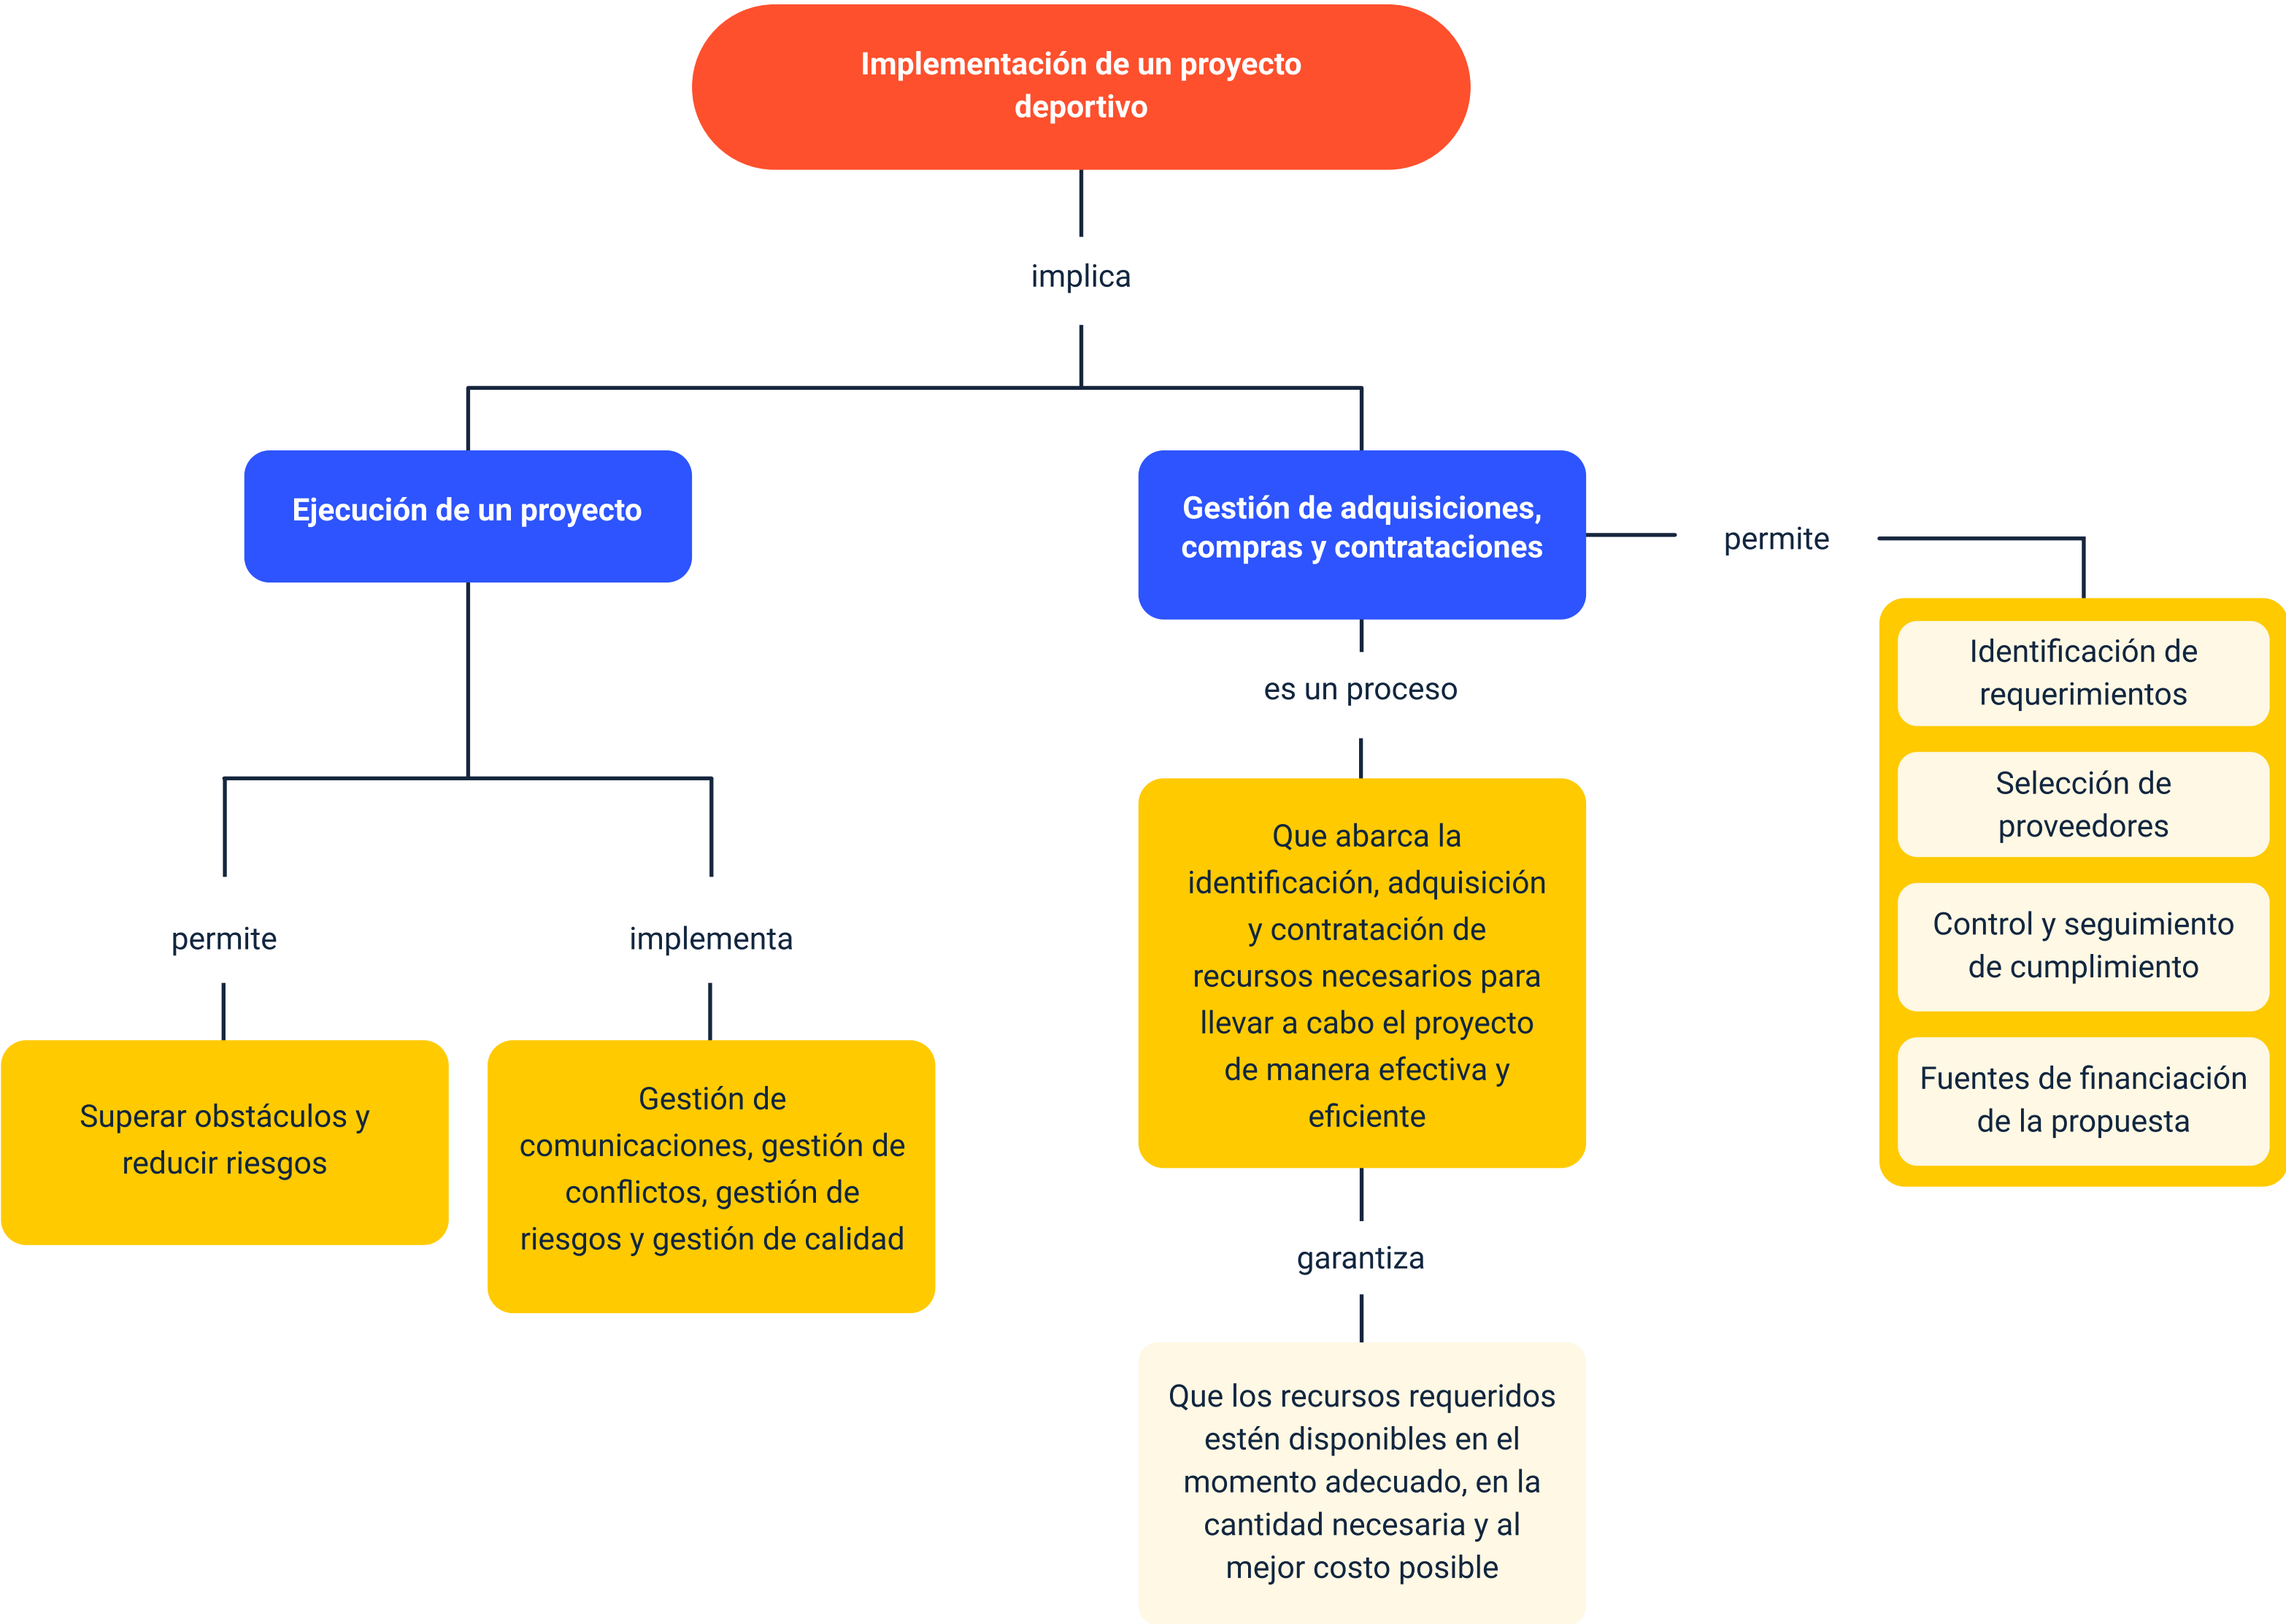 Implementación de un proyecto
deportivo
implica
Ejecución de un proyecto
Gestión de adquisiciones,
compras y contrataciones
permite
Identificación de
requerimientos
Selección de
proveedores
Control y seguimiento
de cumplimiento
Fuentes de financiación
de la propuesta
es un proceso
Que abarca la
identificación, adquisición
y contratación de
recursos necesarios para
llevar a cabo el proyecto
de manera efectiva y
eficiente
permite
implementa
Superar obstáculos y
reducir riesgos
Gestión de
comunicaciones, gestión de
conflictos, gestión de
riesgos y gestión de calidad
garantiza
Que los recursos requeridos
estén disponibles en el
momento adecuado, en la
cantidad necesaria y al
mejor costo posible